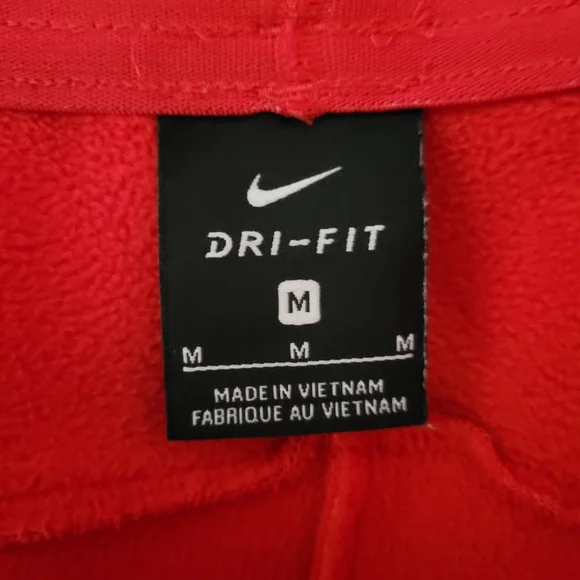 DRI-FIT
M
M M M
MADE IN VIETNAM
FABRIQUE AU VIETNAM